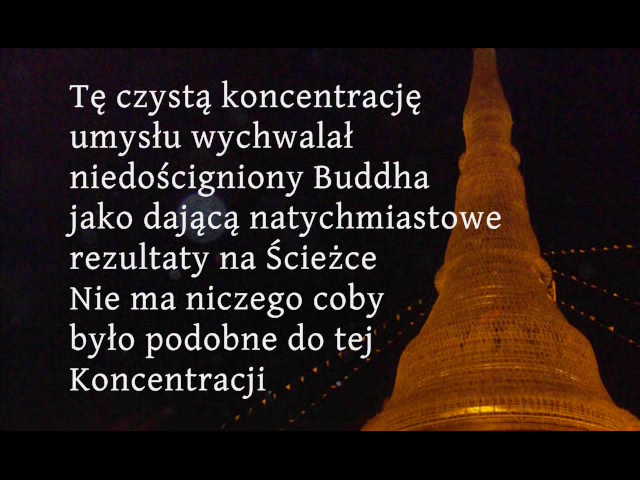 Tę czystą koncentrację
umysłu wychwalał
niedościgniony Buddha
jako dającą natychmiastowe
rezultaty na Ścieżce
Nie ma niczego coby
było podobne do tej
Koncentracji